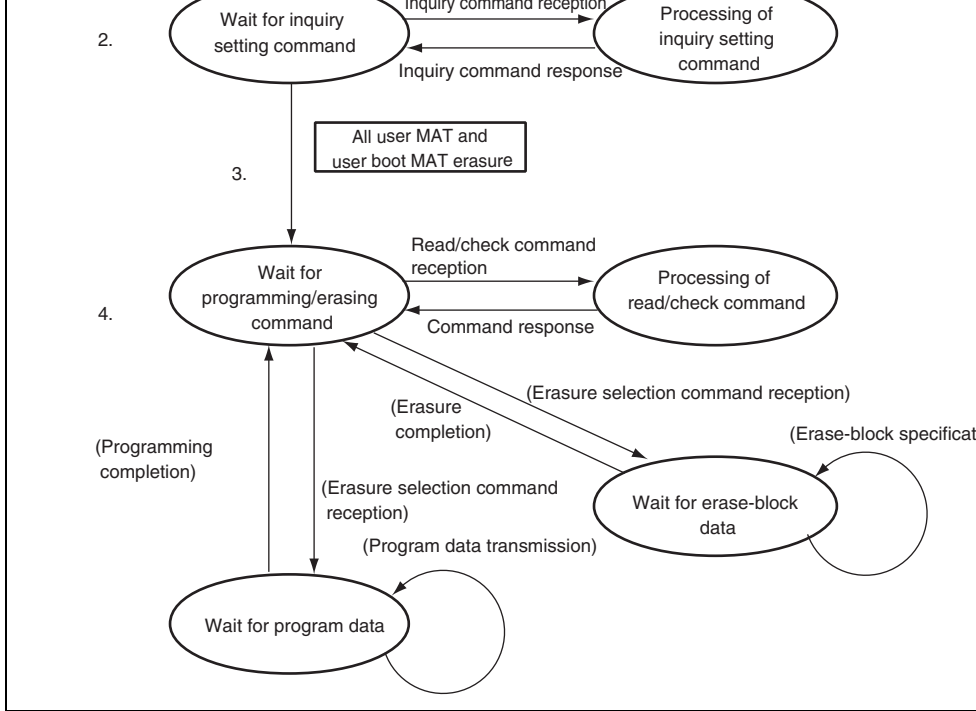 Inquiry command reception
Wait for inquiry
setting command
Processing of
inquiry setting
command
2.
Inquiry command response
All user MAT and
user boot MAT erasure
3.
Read/check command
reception
Wait for
programming/erasing
command
Processing of
read/check command
4.
Command response
(Erasure selection command reception)
(Erasure
completion)
(Programming
completion)
(Erase-block specificat
(Erasure selection command
reception)
Wait for erase-block
data
(Program data transmission)
Wait for program data